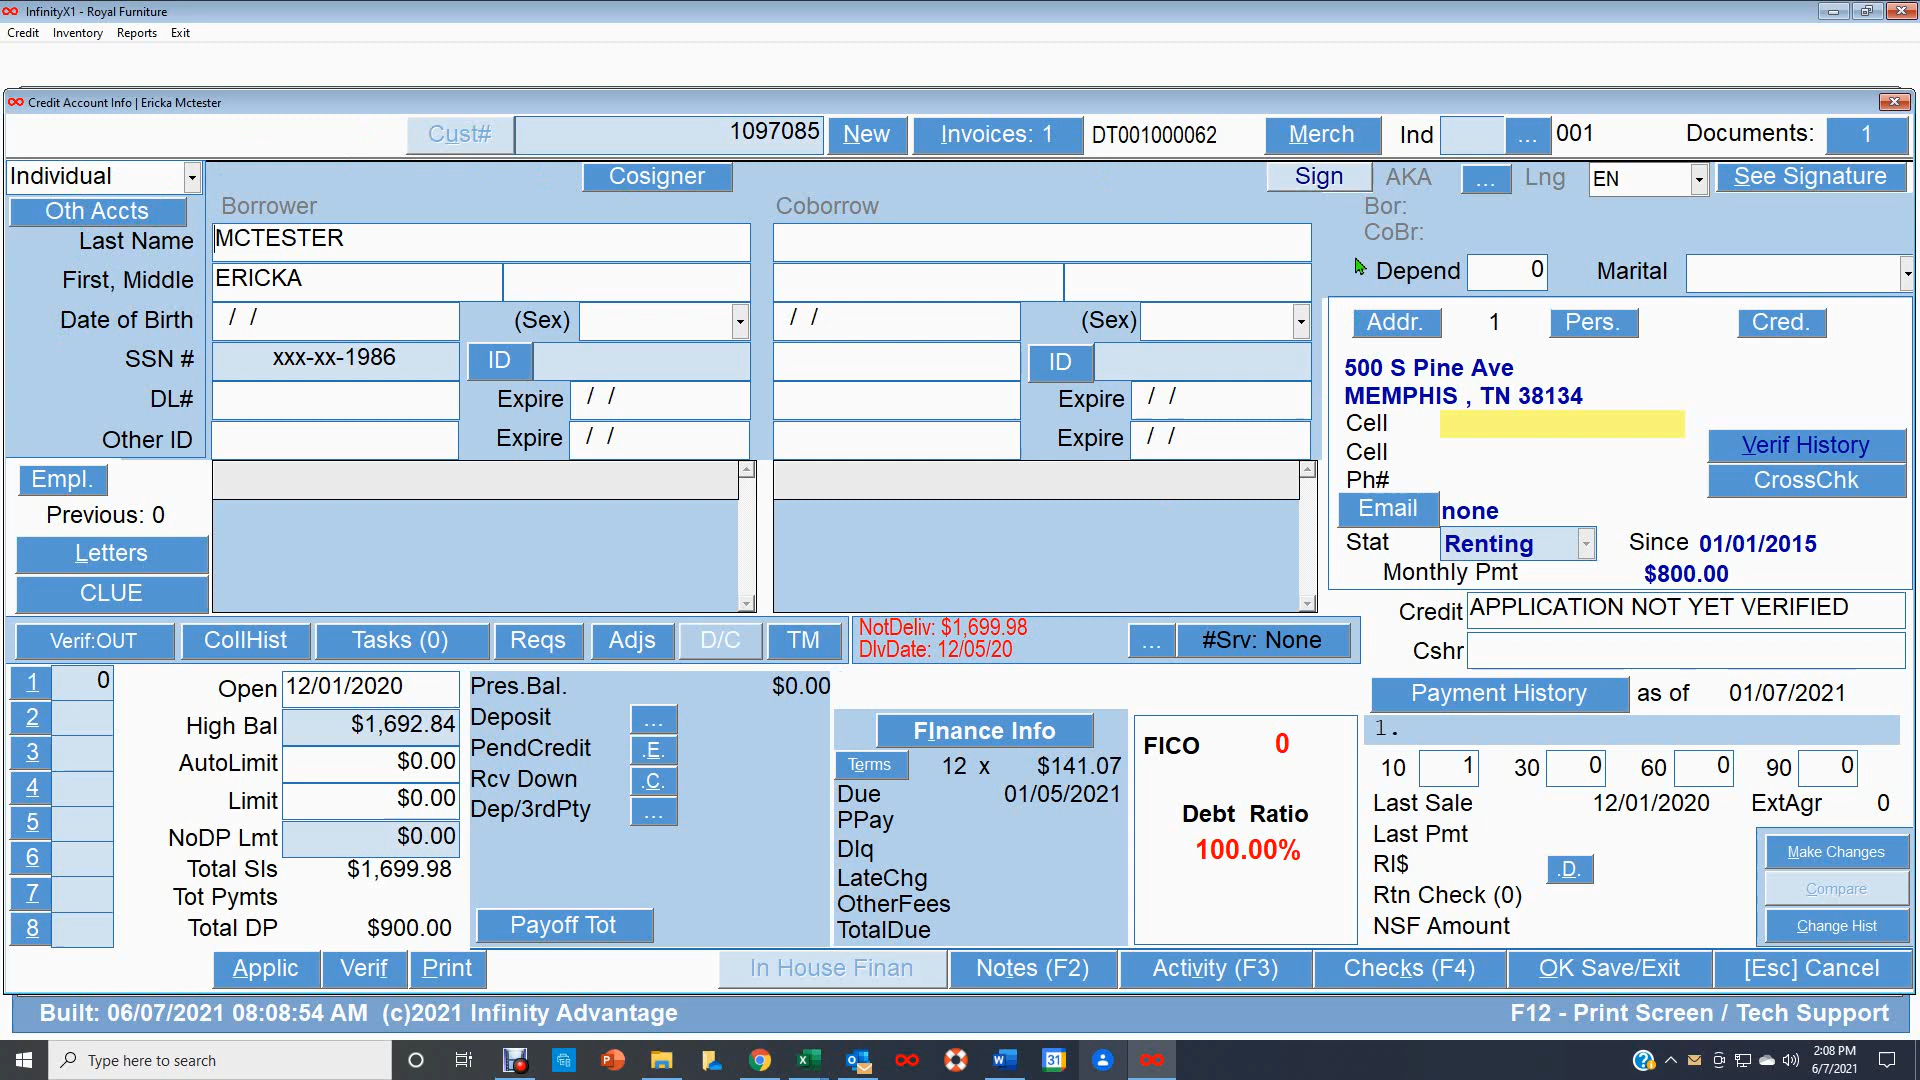 InfinityX1 - Royal Furniture
Credit Inventory Reports Exit
Credit Account Info | Ericka Mctester
Cust# 1097085 New Invoices: 1 DT001000062 Merch Ind ... 001 Documents: 1
Individual Cosigner Sign AKA ... Lng EN See Signature
Oth Accts Borrower Coborrow Bor:
CoBr:
Last Name MCTESTER
First, Middle ERICKA Depend 0 Marital
Date of Birth / / (Sex) / / (Sex) Addr. 1 Pers. Cred.
SSN # xxx-xx-1986 ID ID 500 S Pine Ave
DL# Expire / / Expire / / MEMPHIS , TN 38134
Cell
Other ID Expire / / Expire / / Cell Verif History
Empl. Ph# CrossChk
Previous: 0 Email none
Letters Stat Renting Since 01/01/2015
Monthly Pmt $800.00
CLUE Credit APPLICATION NOT YET VERIFIED
Verif:OUT CollHist Tasks (0) Reqs Adjs D/C TM NotDeliv: $1,699.98 ... #Srv: None Cshr
DlvDate: 12/05/20
1 0 Open 12/01/2020 Pres.Bal. $0.00 Payment History as of 01/07/2021
2 High Bal $1,692.84 Deposit ... FInance Info FICO 0 1.
3 AutoLimit $0.00 PendCredit .E. Terms 12 x $141.07 10 1 30 0 60 0 90 0
4 Limit $0.00 Rcv Down .C. Due 01/05/2021 Last Sale 12/01/2020 ExtAgr 0
5 NoDP Lmt $0.00 Dep/3rdPty ... PPay Debt Ratio Last Pmt
6 Total Sls $1,699.98 Dlq 100.00% RI$ .D. Make Changes
7 Tot Pymts LateChg Rtn Check (0) Compare
OtherFees
8 Total DP $900.00 Payoff Tot TotalDue NSF Amount Change Hist
Applic Verif Print In House Finan Notes (F2) Activity (F3) Checks (F4) OK Save/Exit [Esc] Cancel
Built: 06/07/2021 08:08:54 AM (c)2021 Infinity Advantage F12 - Print Screen / Tech Support
Type here to search 31 2:08 PM
6/7/2021